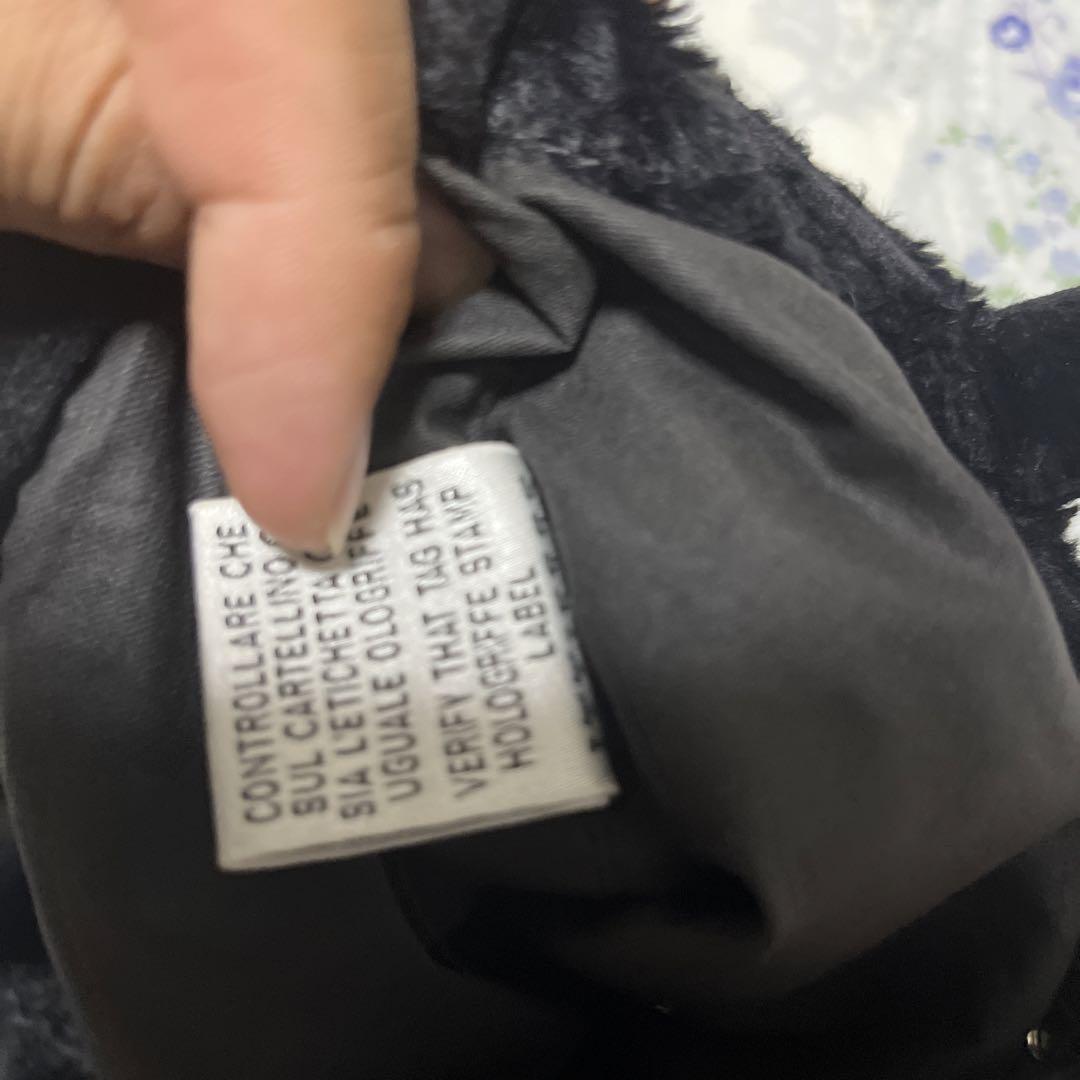 CONTROLLARE CHE
SUL CARTELLINO
SIA L'ETICHETTA
UGUALE OLOGRIFFE
VERIFY THAT TAG HAS
HOLOGRIFFE STAMP
LABEL